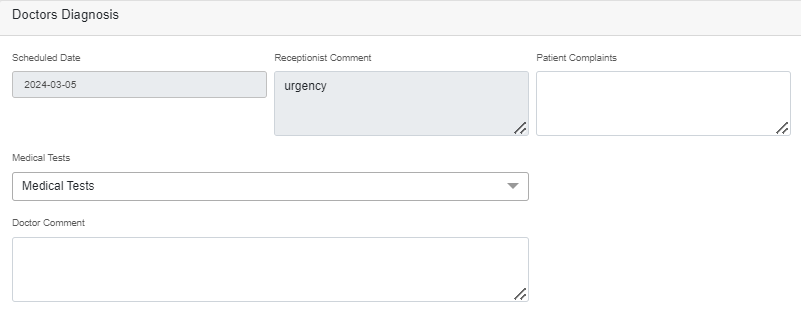 Doctors Diagnosis
Scheduled Date
Receptionist Comment
Patient Complaints
2024-03-05
urgency
Medical Tests
Medical Tests
Doctor Comment